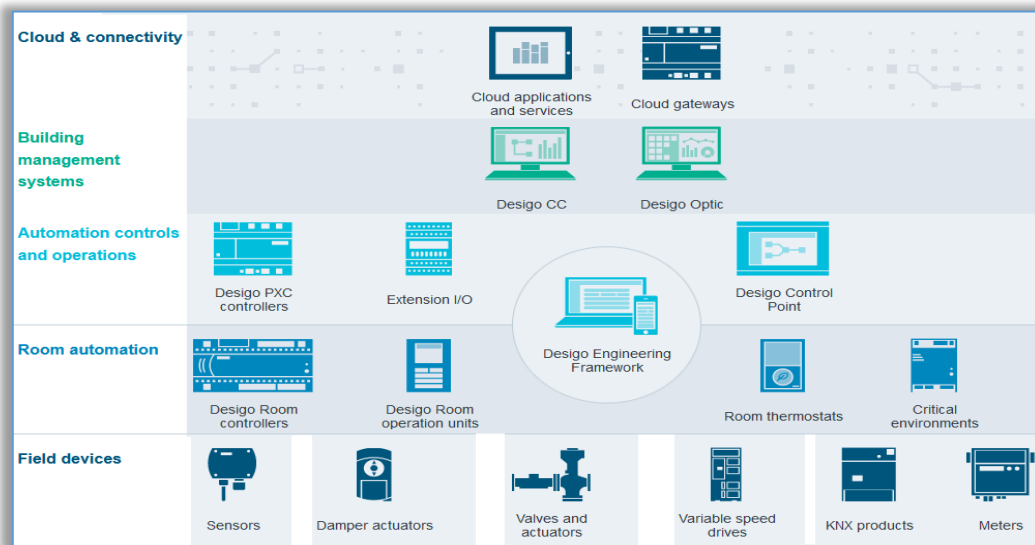 Cloud & connectivity
Cloud applications
and services
Cloud gateways
Building
management
systems
Desigo CC
Desigo Optic
Automation controls
and operations
Desigo PXC
controllers
Extension I/O
Desigo Control
Point
Desigo Engineering
Framework
Room automation
Desigo Room
controllers
Desigo Room
operation units
Room thermostats
Critical
environments
Field devices
Sensors
Damper actuators
Valves and
actuators
Variable speed
drives
KNX products
Meters